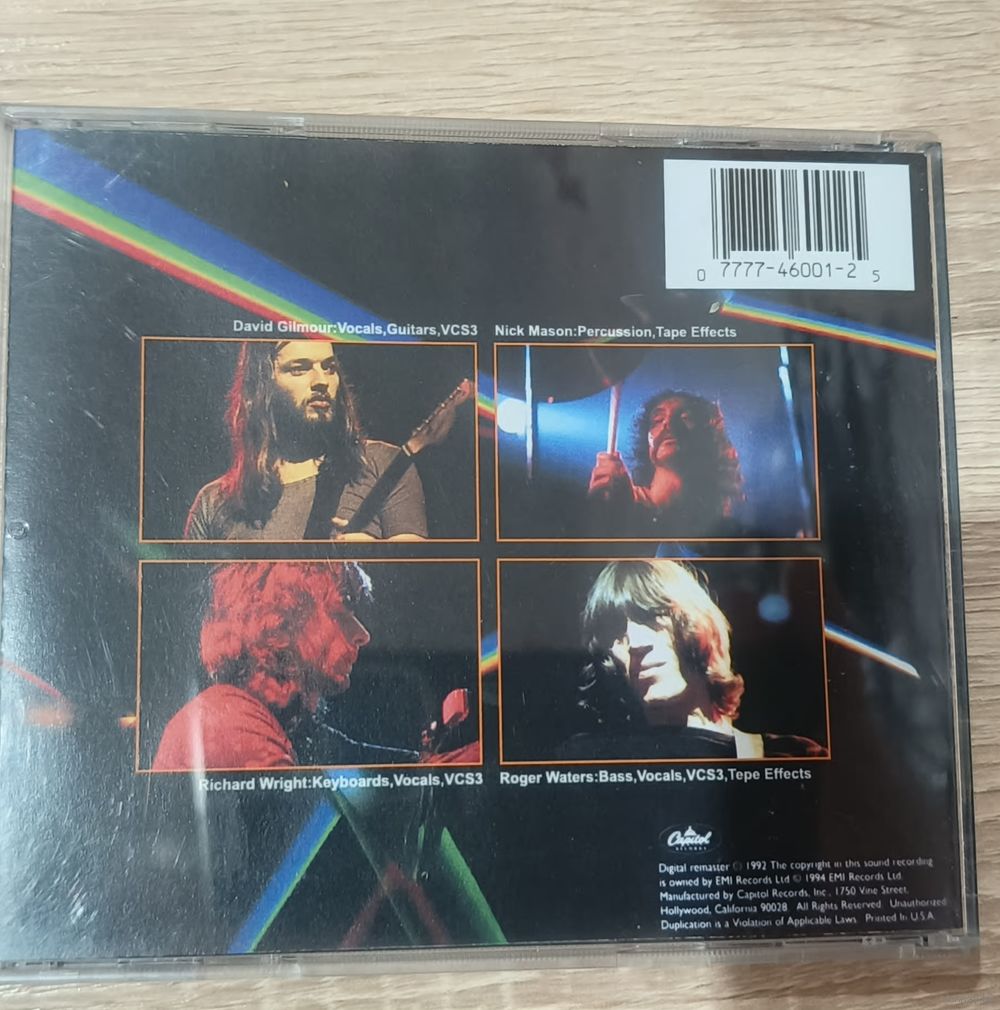 0 7777-46001-2 5
David Gilmour:Vocals,Guitars,VCS3
Nick Mason:Percussion,Tape Effects
Richard Wright:Keyboards,Vocals,VCS3
Roger Waters:Bass,Vocals,VCS3,Tepe Effects
Capitol
RECORDS
Digital remaster ℗ 1992 The copyright in this sound recording
is owned by EMI Records Ltd © 1994 EMI Records Ltd.
Manufactured by Capitol Records, Inc., 1750 Vine Street,
Hollywood, California 90028 All Rights Reserved Unauthorized
Duplication is a Violation of Applicable Laws Printed In U.S.A.